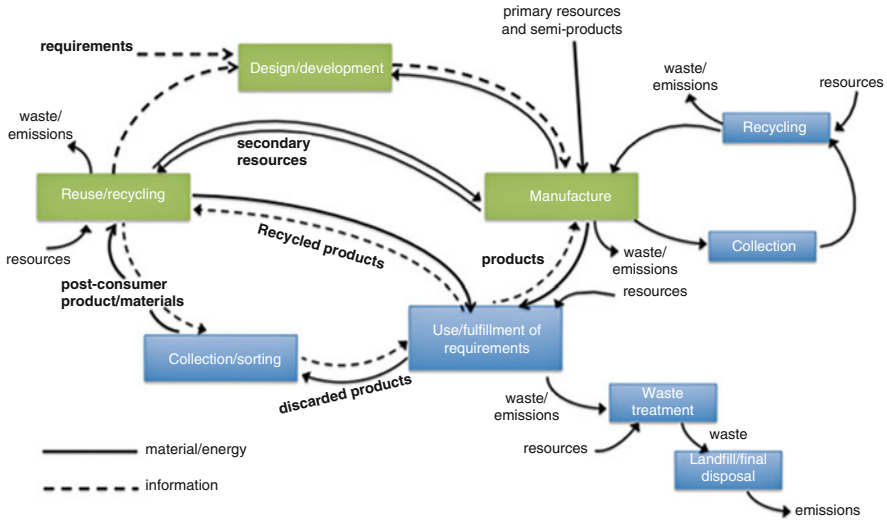 primary resources
and semi-products
requirements
Design/development
waste/
emissions
resources
Recycling
waste/
emissions
secondary
resources
Reuse/recycling
Manufacture
Collection
resources
Recycled products
products
waste/
emissions
post-consumer
product/materials
resources
Use/fulfillment of
requirements
Collection/sorting
discarded products
waste/
emissions
Waste
treatment
resources
waste
material/energy
Landfill/final
disposal
information
emissions